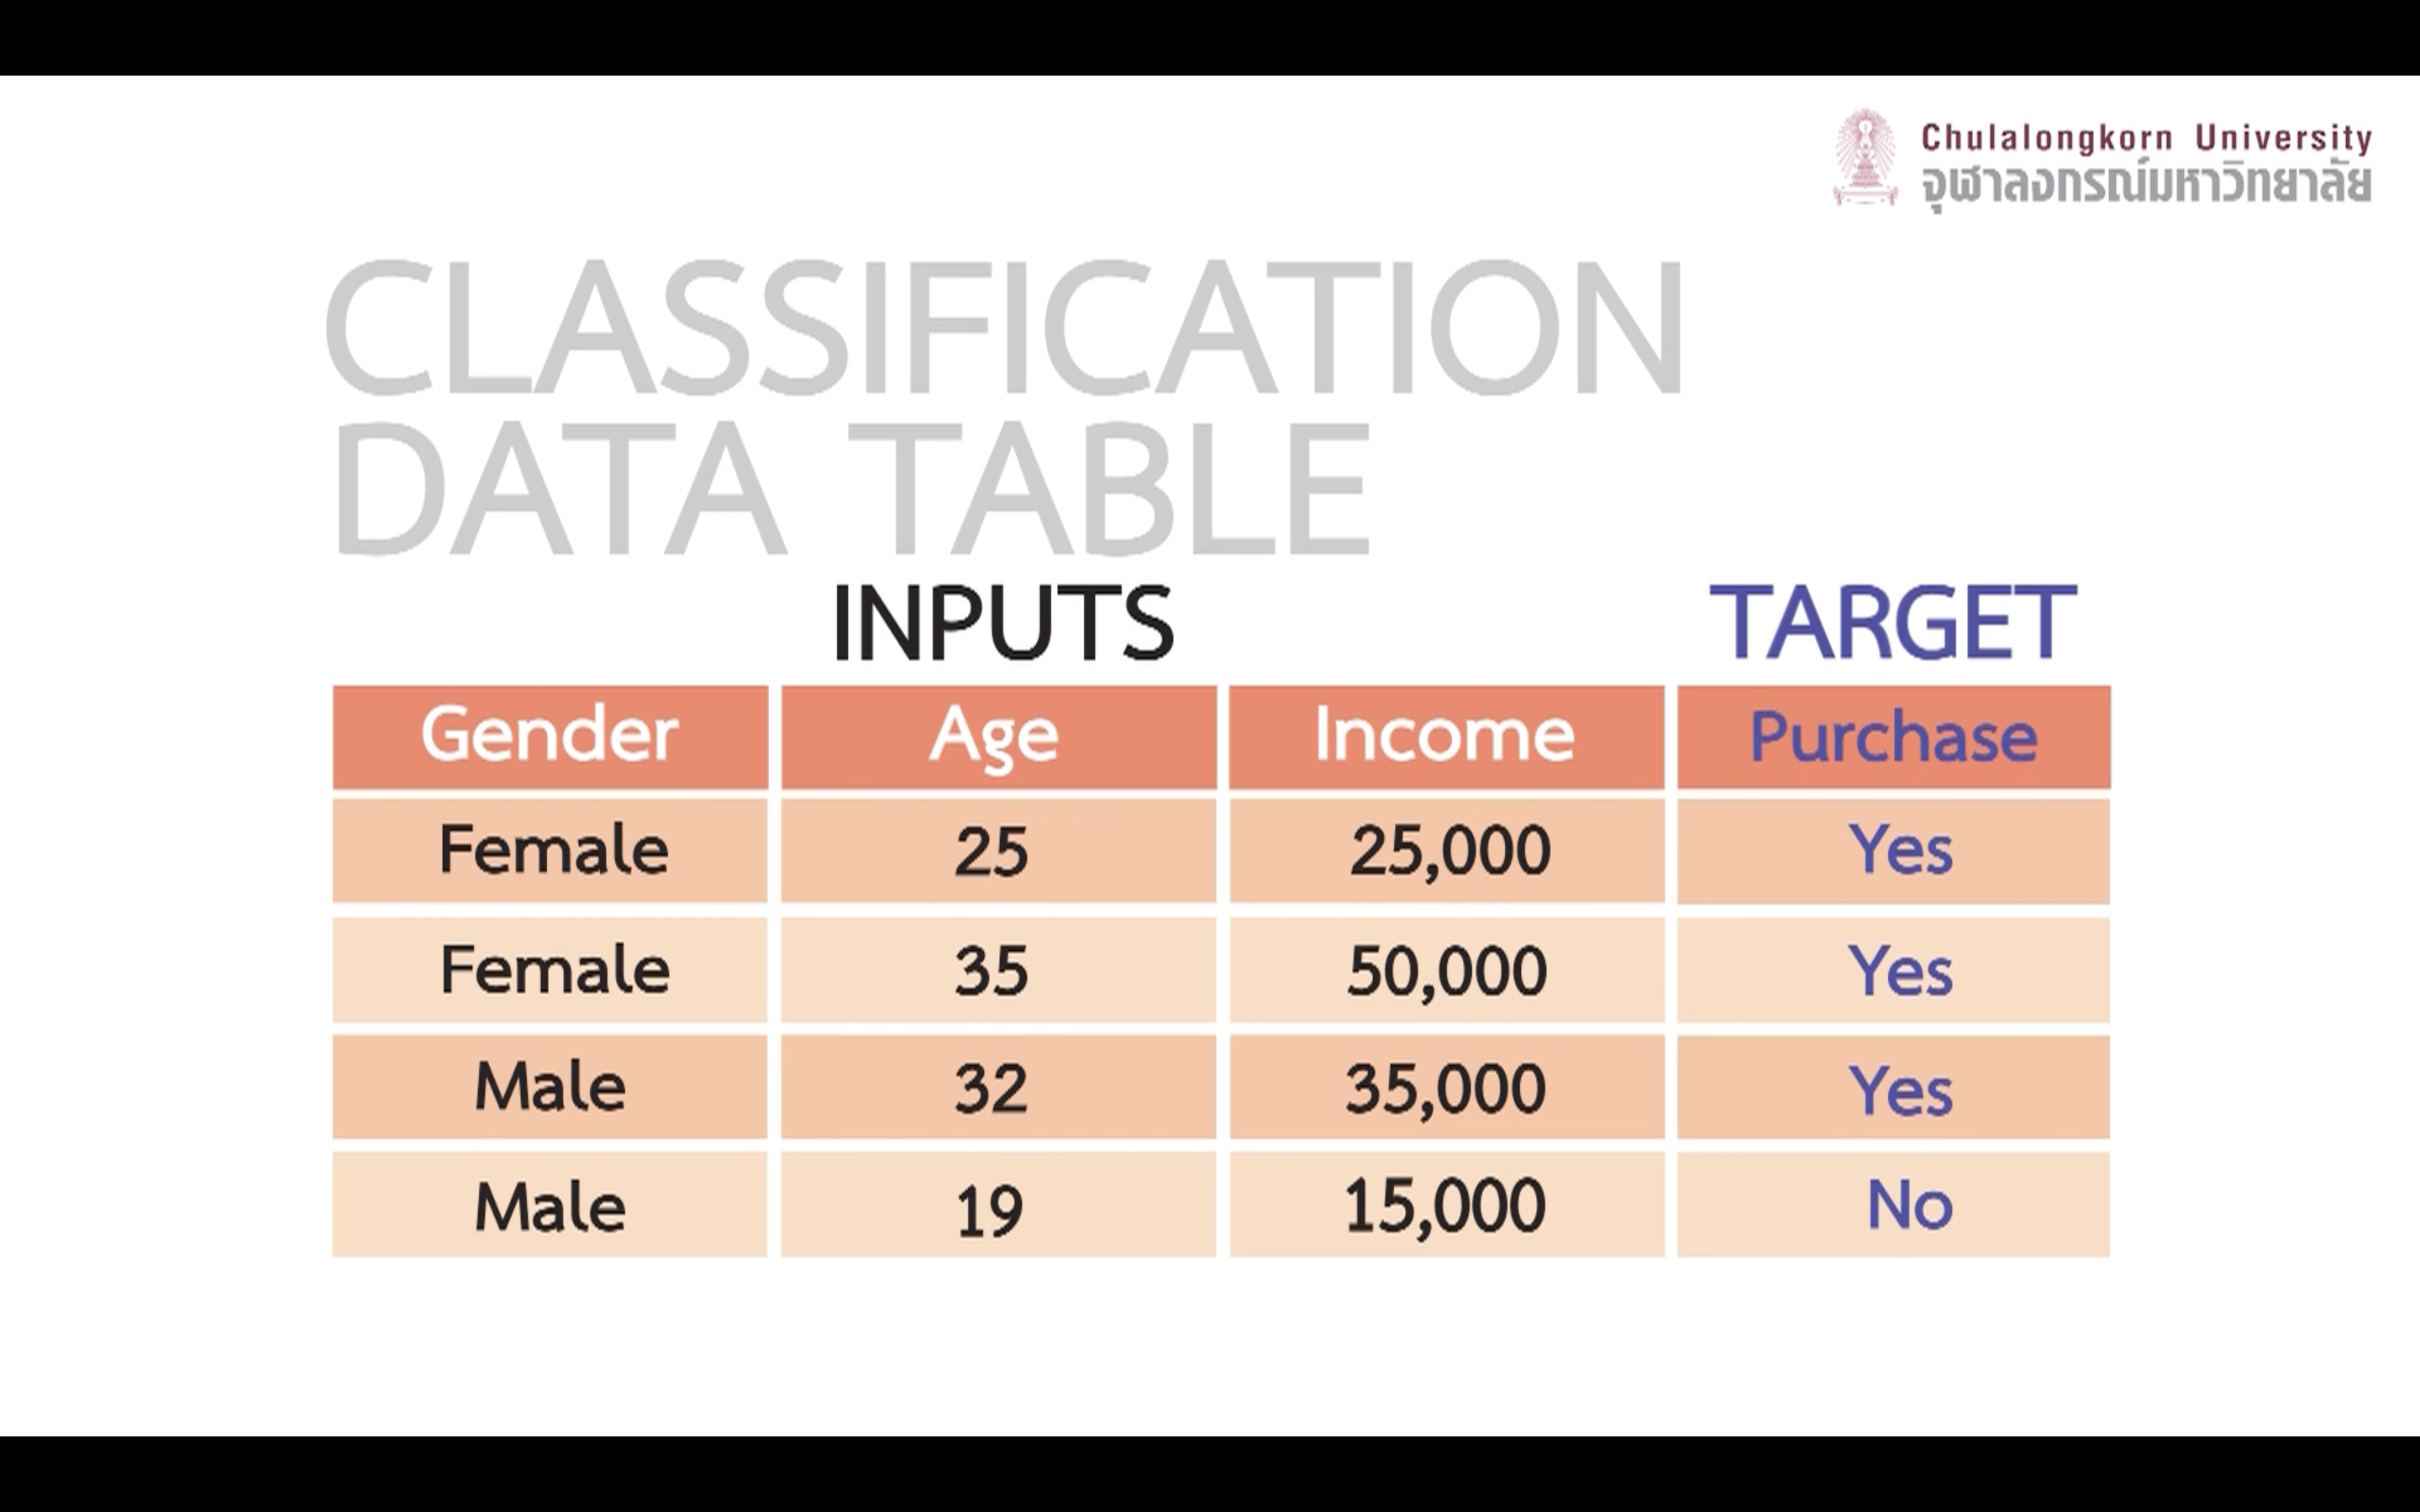 Chulalongkorn University
จุฬาลงกรณ์มหาวิทยาลัย
CLASSIFICATION
DATA TABLE
INPUTS TARGET
Gender Age Income Purchase
Female 25 25,000 Yes
Female 35 50,000 Yes
Male 32 35,000 Yes
Male 19 15,000 No